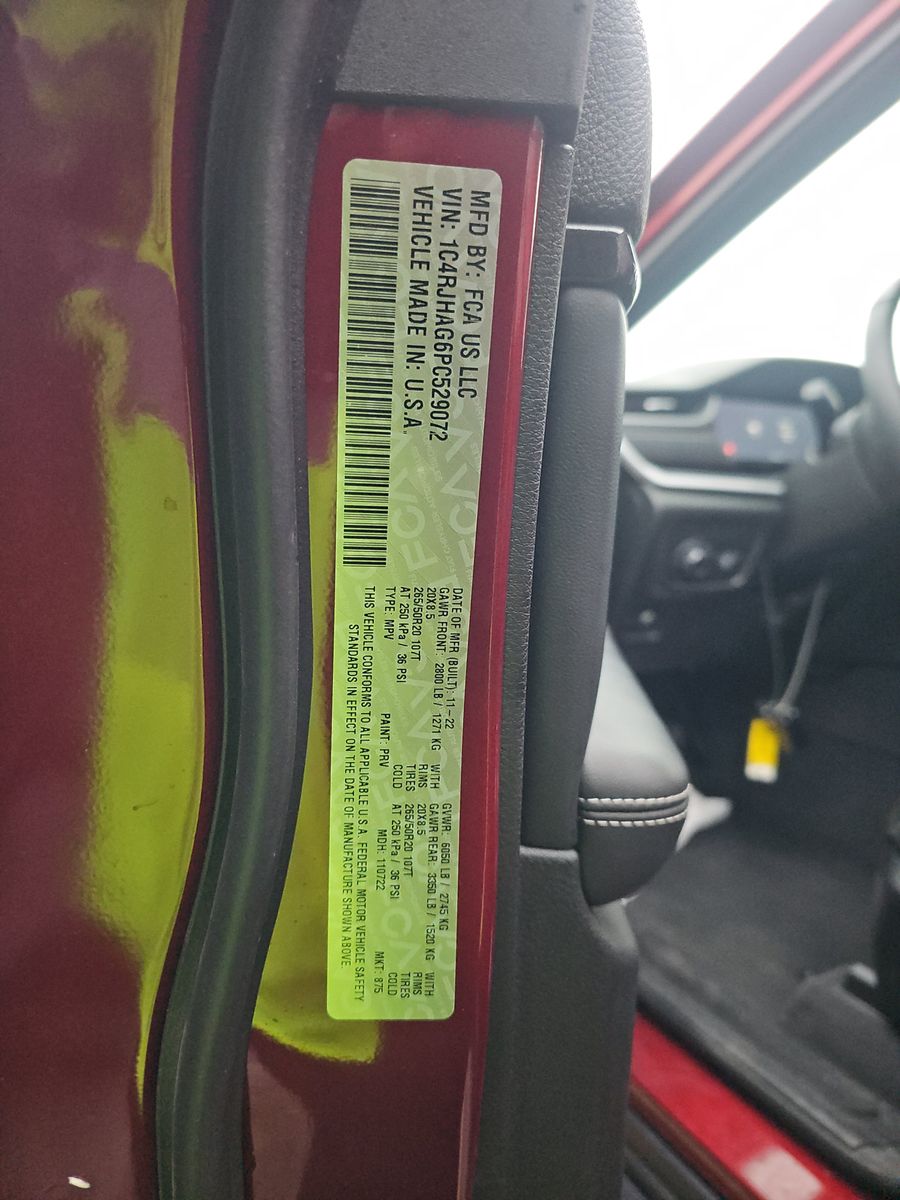 MFD BY: FCA US LLC
VIN: 1C4RJHAG6PC529072
VEHICLE MADE IN: U.S.A.
DATE OF MFR (BUILT): 11-22 GVWR: 6050 LB / 2745 KG
GAWR FRONT: 2800 LB / 1271 KG WITH GAWR REAR: 3350 LB / 1520 KG WITH
20X8.5 RIMS 20X8.5 RIMS
265/50R20 107T TIRES 265/50R20 107T TIRES
AT 250 kPa / 36 PSI COLD AT 250 kPa / 36 PSI COLD
TYPE: MPV PAINT: PRV MDH: 110722 MKT: 875
THIS VEHICLE CONFORMS TO ALL APPLICABLE U.S.A. FEDERAL MOTOR VEHICLE SAFETY
STANDARDS IN EFFECT ON THE DATE OF MANUFACTURE SHOWN ABOVE.